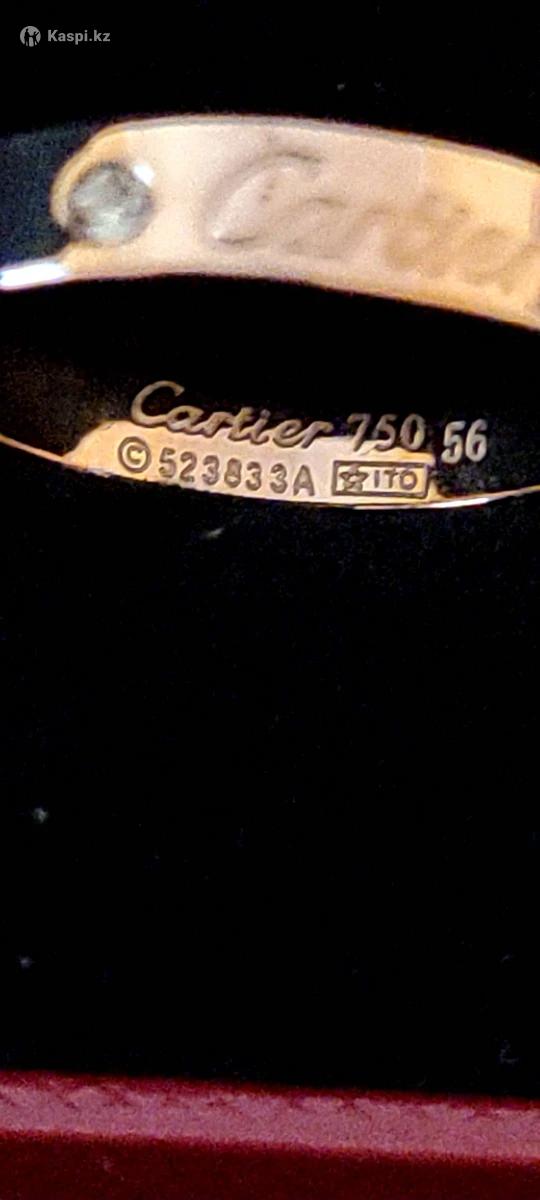 Kaspi.kz
Cartier
Cartier 750 56
©523833A ☆ITO